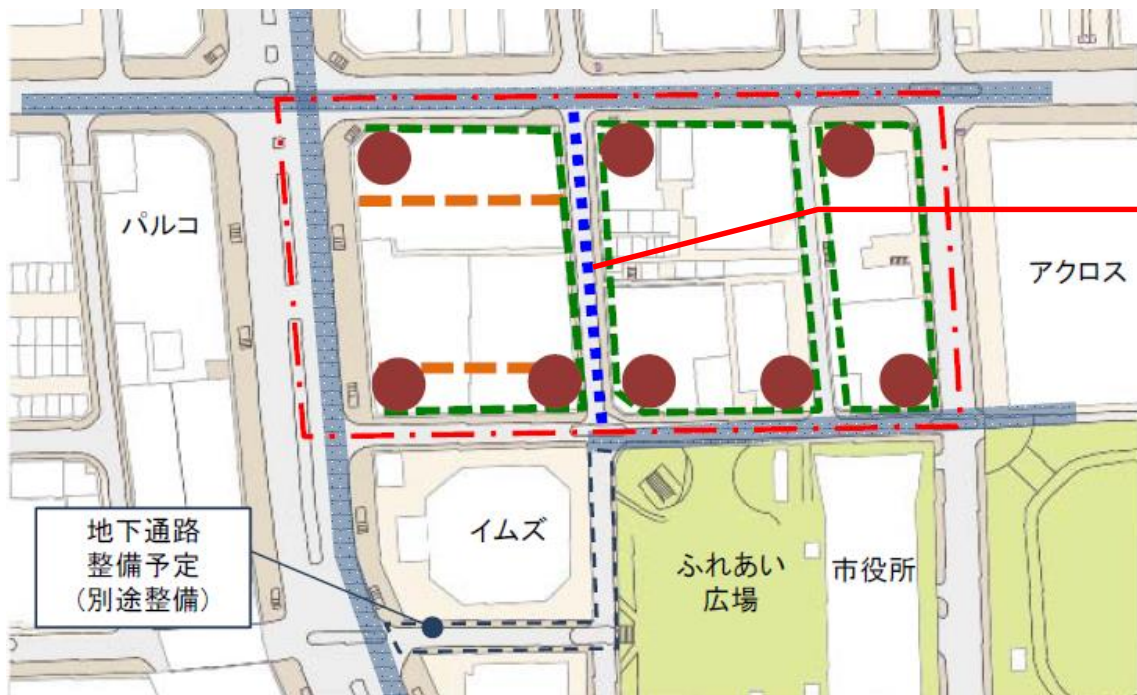 パルコ
アクロス
地下通路
整備予定
（別途整備）
イムズ
ふれあい
広場
市役所